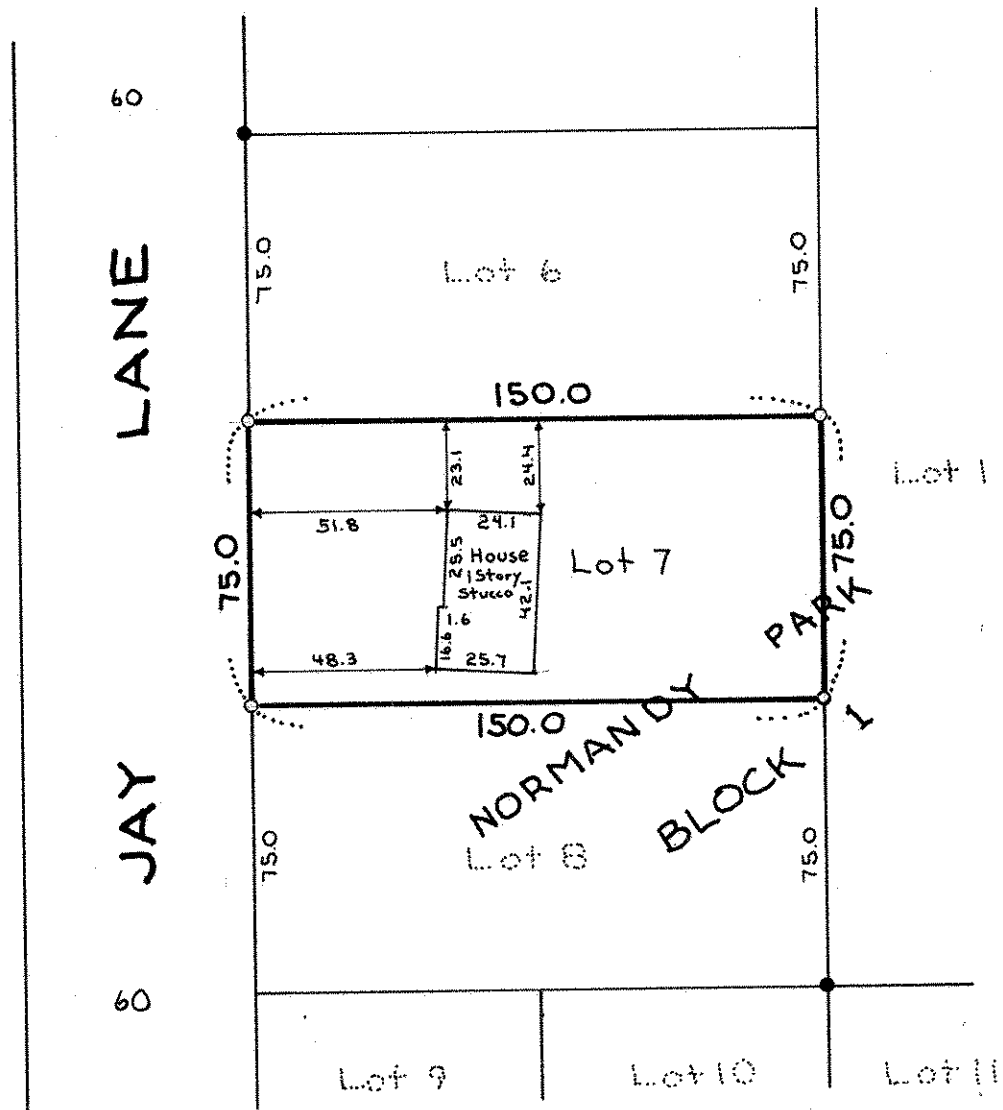 60
LANE
75.0
Lot 6
75.0
150.0
23.1
24.4
Lot 1
51.8
24.1
75.0
25.5
House
1 Story
Stucco
42.1
Lot 7
75.0
1.6
16.6
48.3
25.7
150.0
NORMANDY PARK
BLOCK 1
JAY
75.0
Lot 8
75.0
60
Lot 9
Lot 10
Lot 11